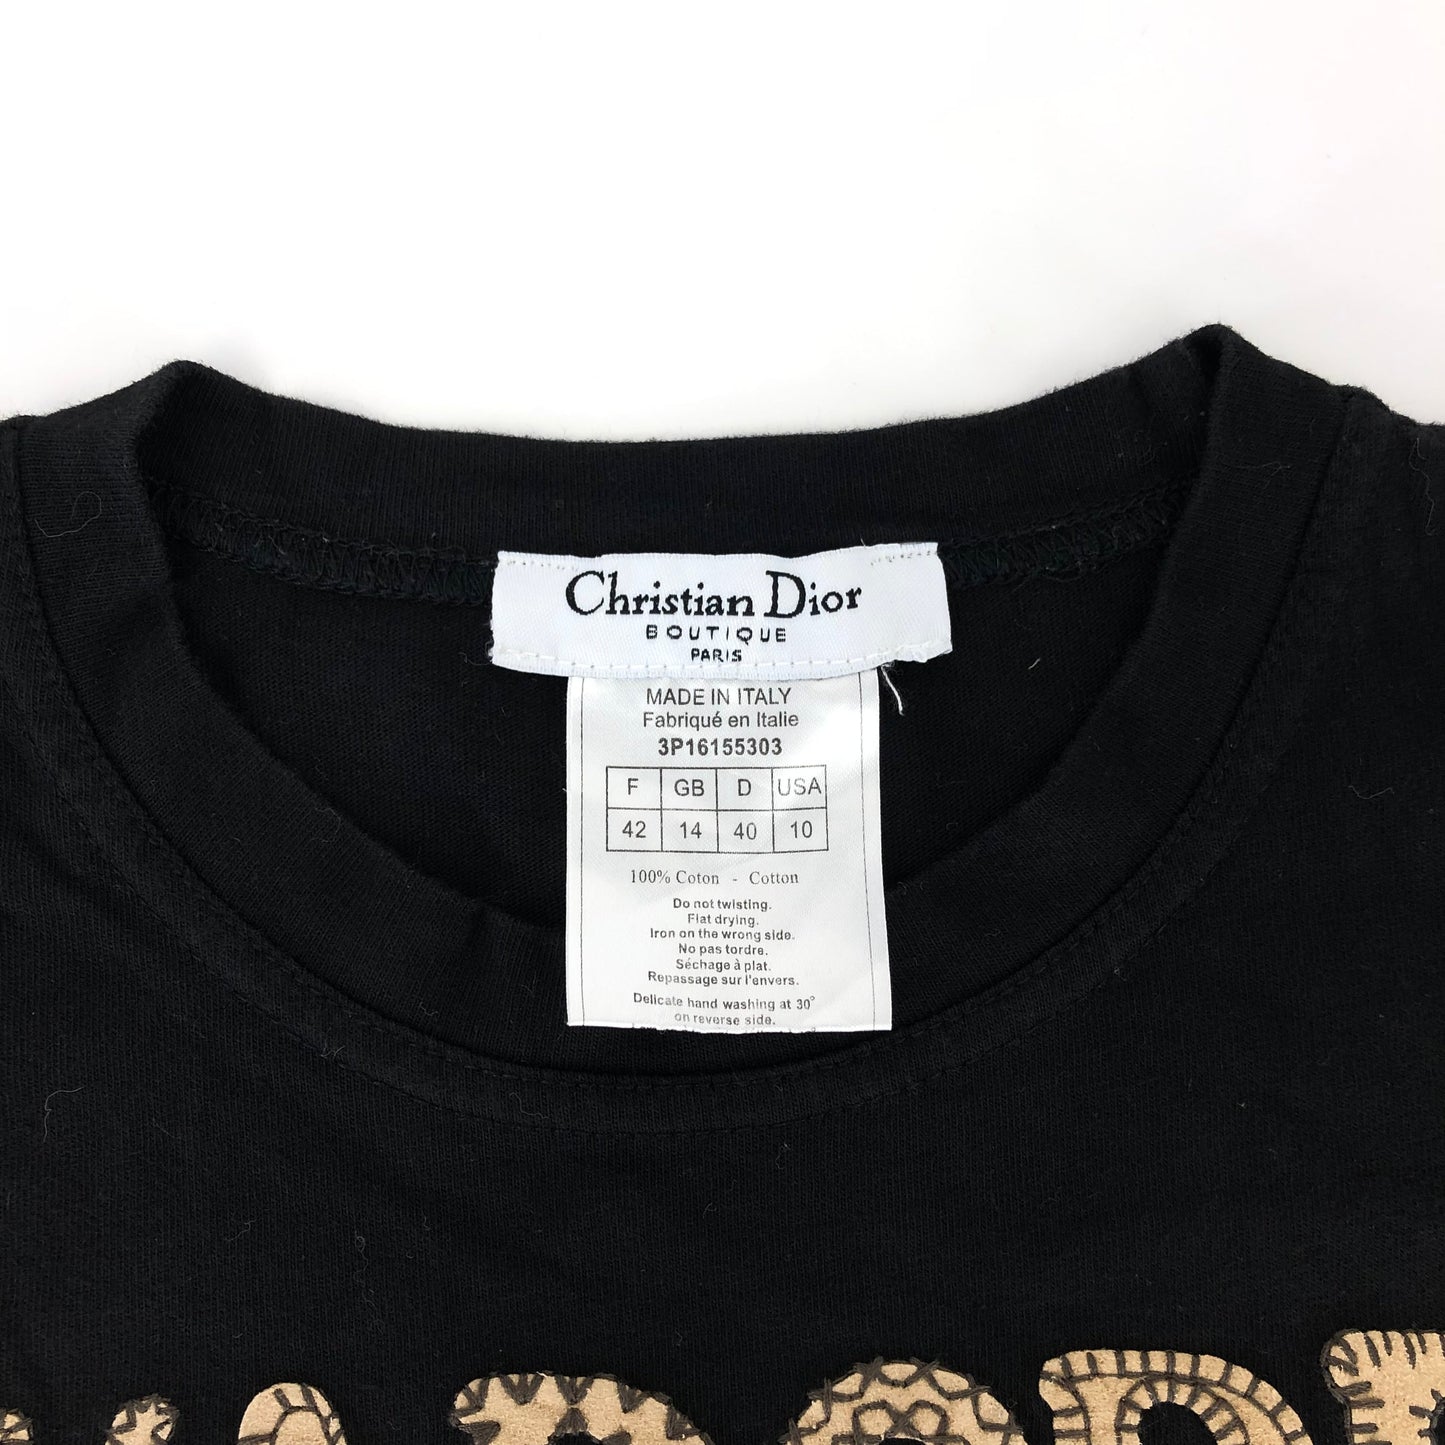 Christian Dior
BOUTIQUE
PARIS
MADE IN ITALY
Fabriqué en Italie
3P16155303
F GB D USA
42 14 40 10
100% Coton - Cotton
Do not twisting.
Flat drying.
Iron on the wrong side.
No pas tordre.
Séchage à plat.
Repassage sur l'envers.
Delicate hand washing at 30°
on reverse side.